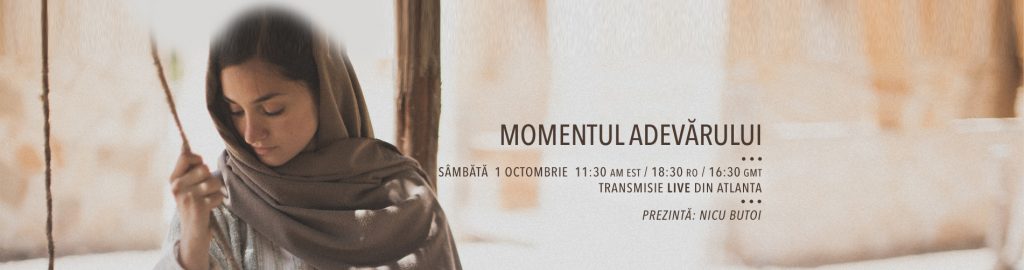 MOMENTUL ADEVĂRULUI
SÂMBĂTĂ 1 OCTOMBRIE 11:30 AM EST / 18:30 RO / 16:30 GMT
TRANSMISIE LIVE DIN ATLANTA
PREZINTĂ: NICU BUTOI